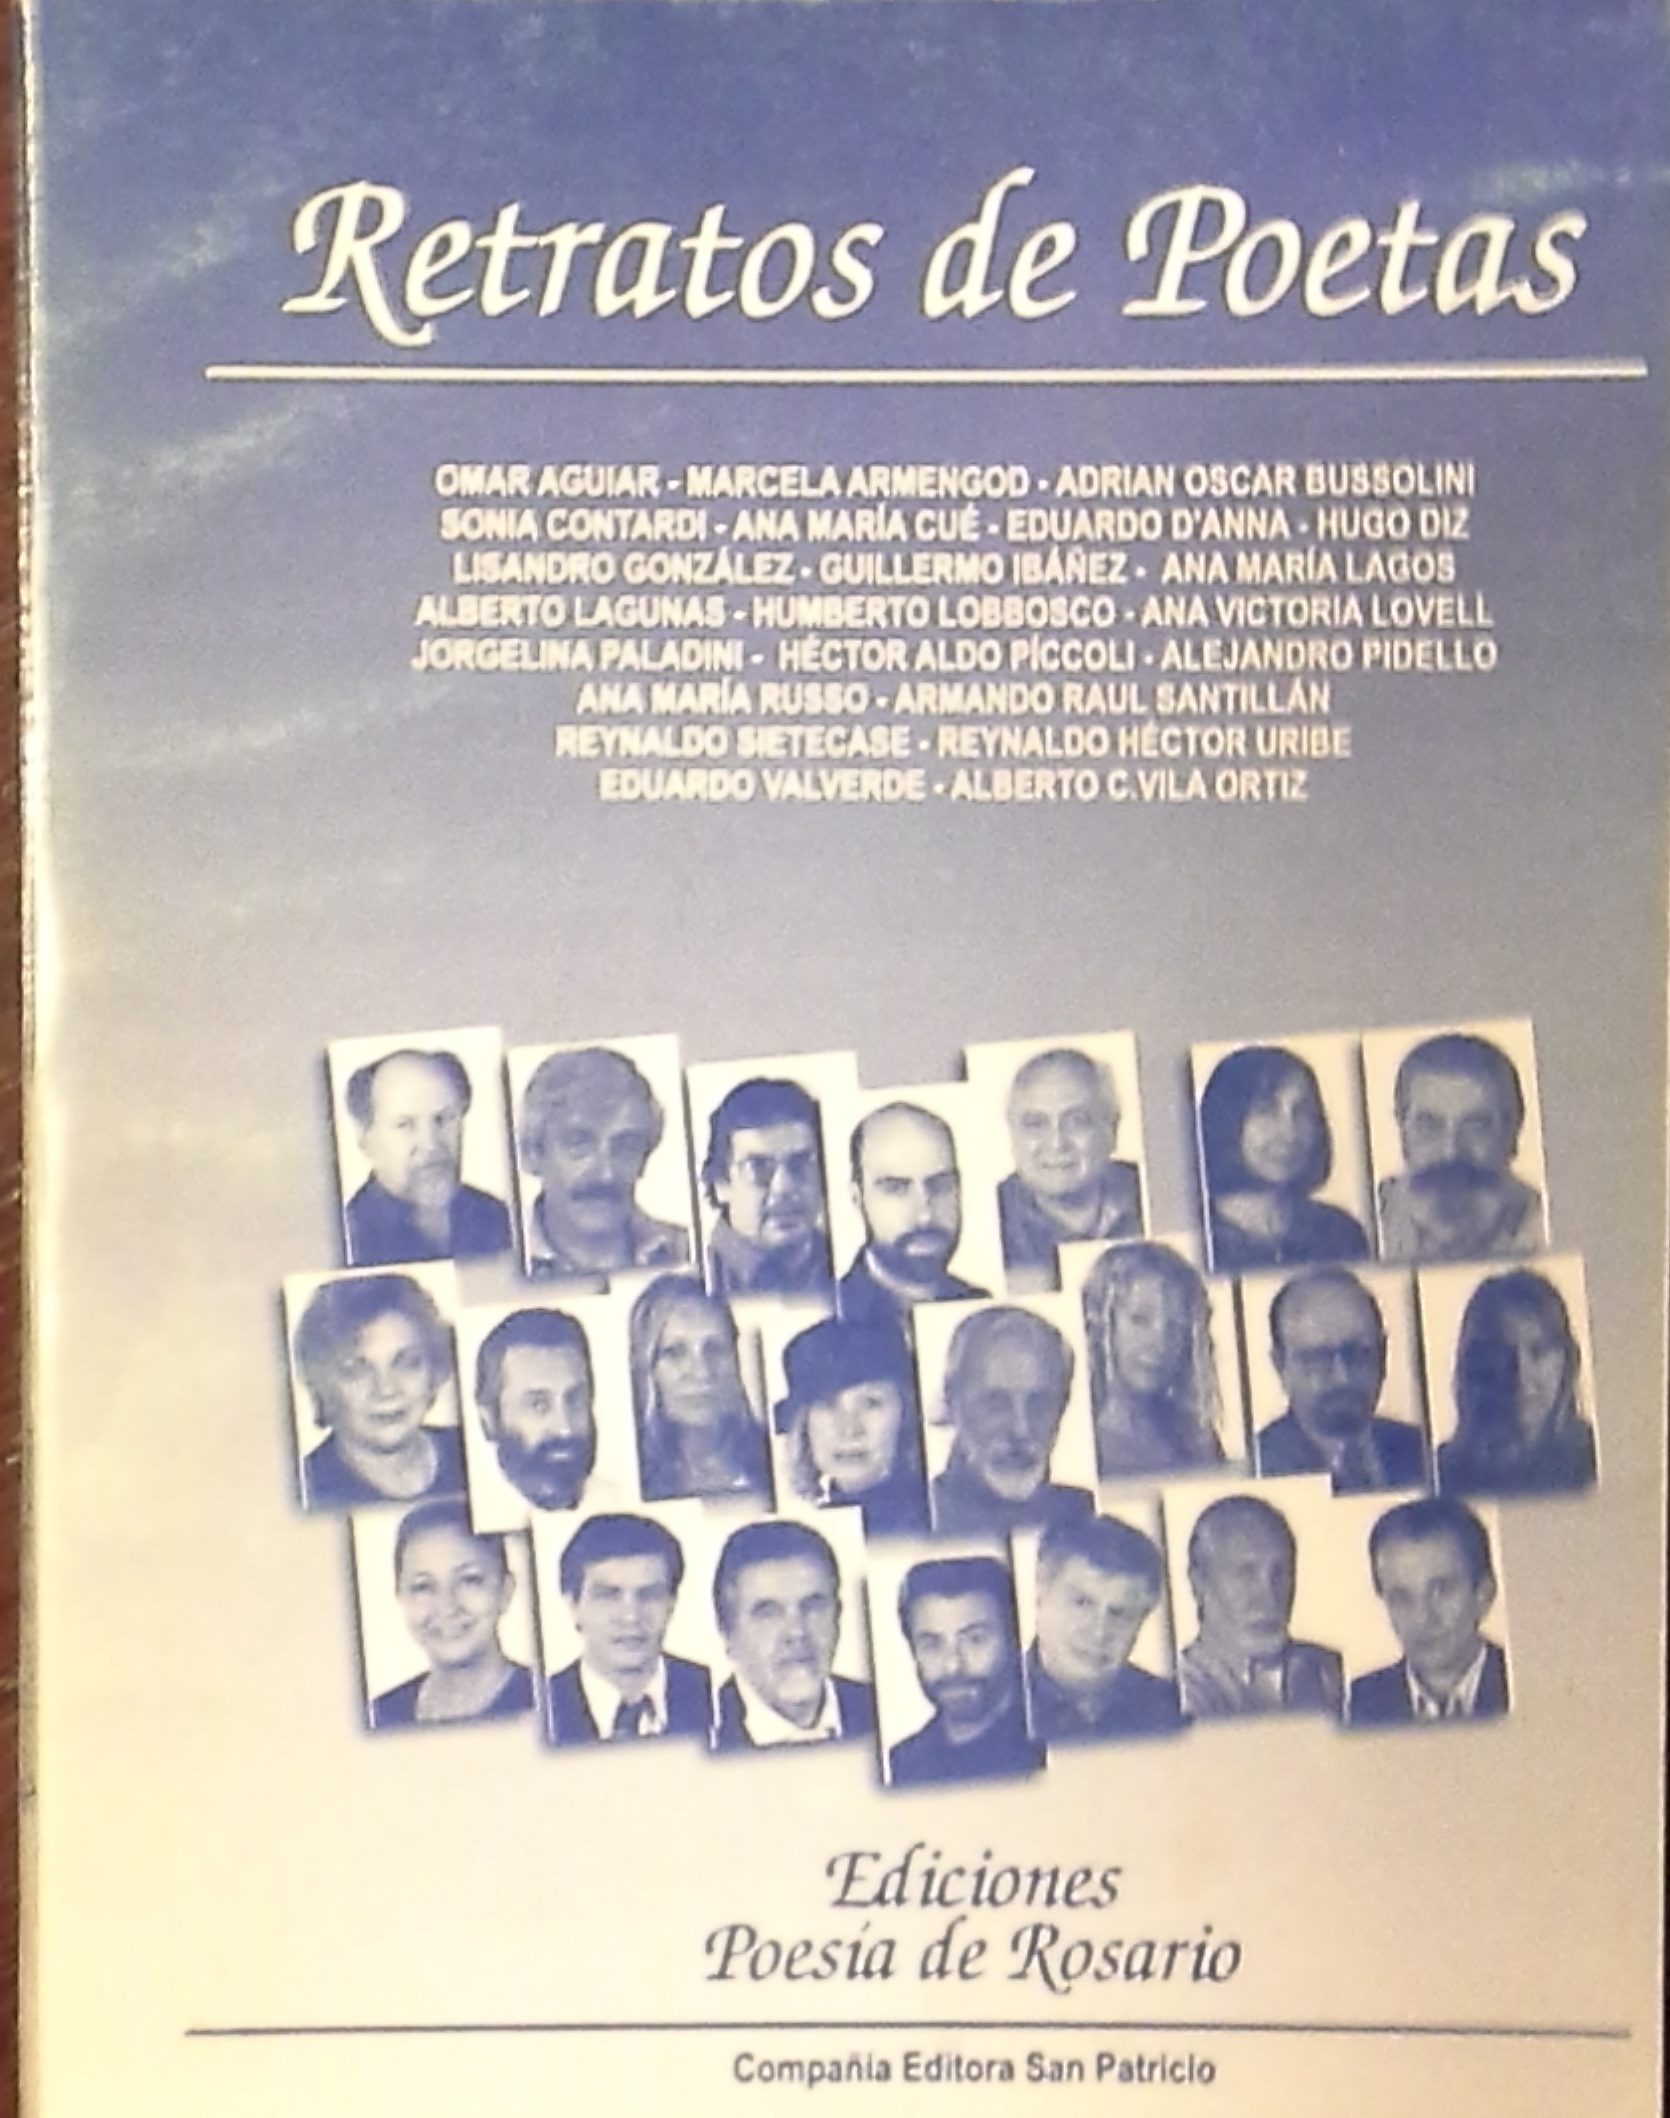 Retratos de Poetas
OMAR AGUIAR - MARCELA ARMENGOD - ADRIAN OSCAR BUSSOLINI
SONIA CONTARDI - ANA MARÍA CUÉ - EDUARDO D'ANNA - HUGO DIZ
LISANDRO GONZÁLEZ - GUILLERMO IBÁÑEZ - ANA MARÍA LAGOS
ALBERTO LAGUNAS - HUMBERTO LOBBOSCO - ANA VICTORIA LOVELL
JORGELINA PALADINI - HÉCTOR ALDO PÍCCOLI - ALEJANDRO PIDELLO
ANA MARÍA RUSSO - ARMANDO RAUL SANTILLÁN
REYNALDO SIETECASE - REYNALDO HÉCTOR URIBE
EDUARDO VALVERDE - ALBERTO C.VILA ORTIZ
Ediciones
Poesía de Rosario
Compañia Editora San Patricio